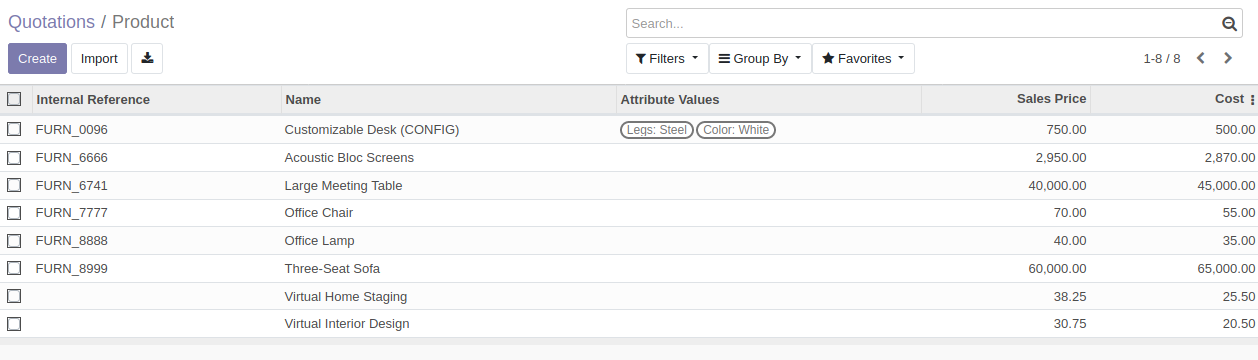 Quotations / Product
Search...
Create Import Filters Group By Favorites 1-8 / 8
Internal Reference Name Attribute Values Sales Price Cost
FURN_0096 Customizable Desk (CONFIG) Legs: Steel Color: White 750.00 500.00
FURN_6666 Acoustic Bloc Screens 2,950.00 2,870.00
FURN_6741 Large Meeting Table 40,000.00 45,000.00
FURN_7777 Office Chair 70.00 55.00
FURN_8888 Office Lamp 40.00 35.00
FURN_8999 Three-Seat Sofa 60,000.00 65,000.00
Virtual Home Staging 38.25 25.50
Virtual Interior Design 30.75 20.50